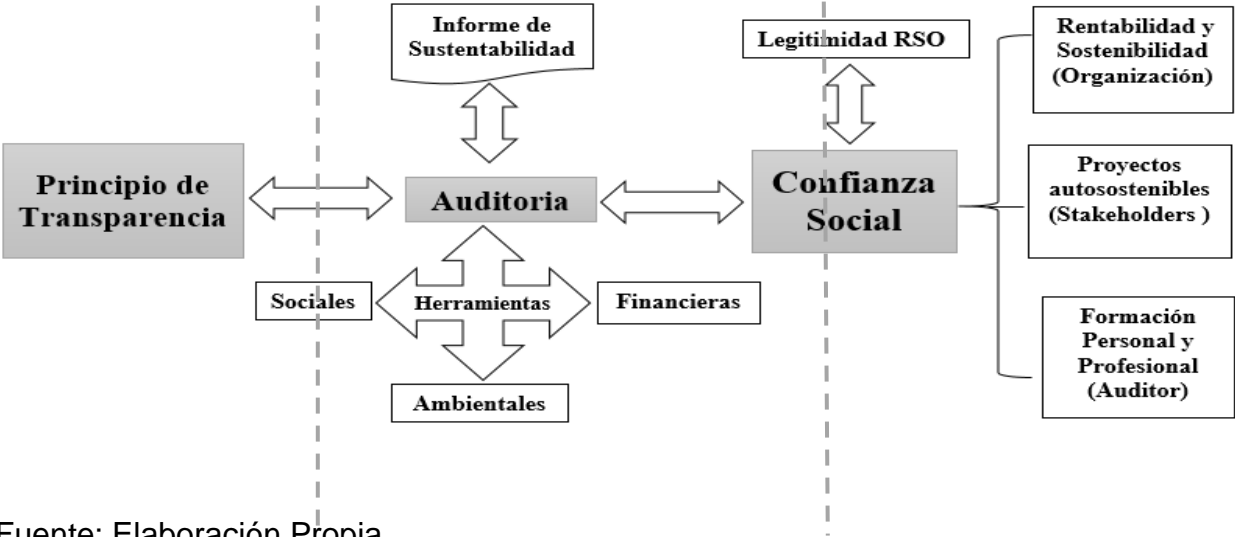 Informe de
Sustentabilidad
Legitimidad RSO
Rentabilidad y
Sostenibilidad
(Organización)
Principio de
Transparencia
Auditoria
Confianza
Social
Proyectos
autosostenibles
(Stakeholders )
Sociales
Herramientas
Financieras
Ambientales
Formación
Personal y
Profesional
(Auditor)
Fuente: Elaboración Propia